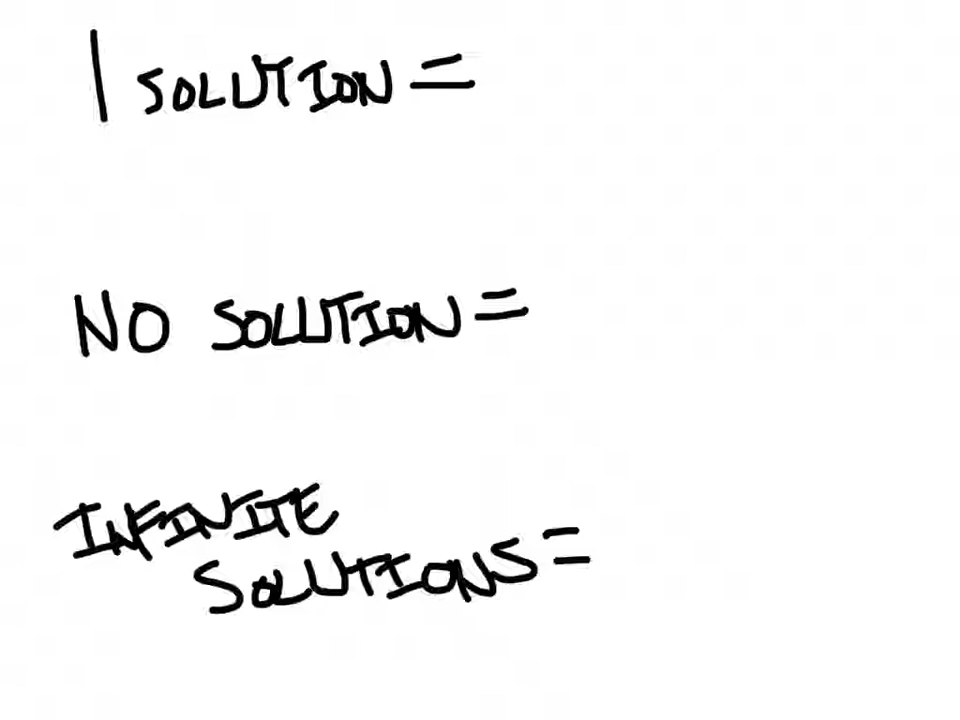 1 SOLUTION =
NO SOLUTION =
INFINITE
SOLUTIONS =